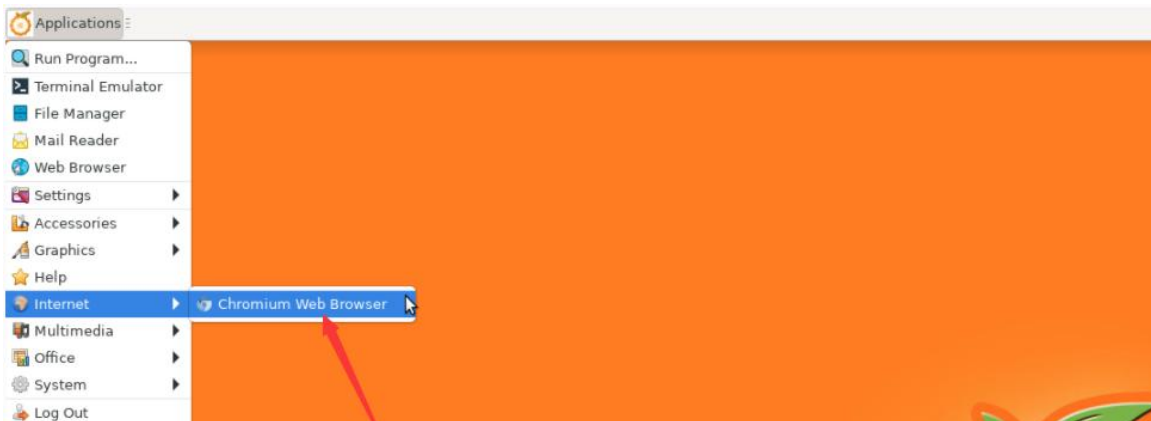 Applications
Run Program...
Terminal Emulator
File Manager
Mail Reader
Web Browser
Settings
Accessories
Graphics
Help
Internet
Chromium Web Browser
Multimedia
Office
System
Log Out